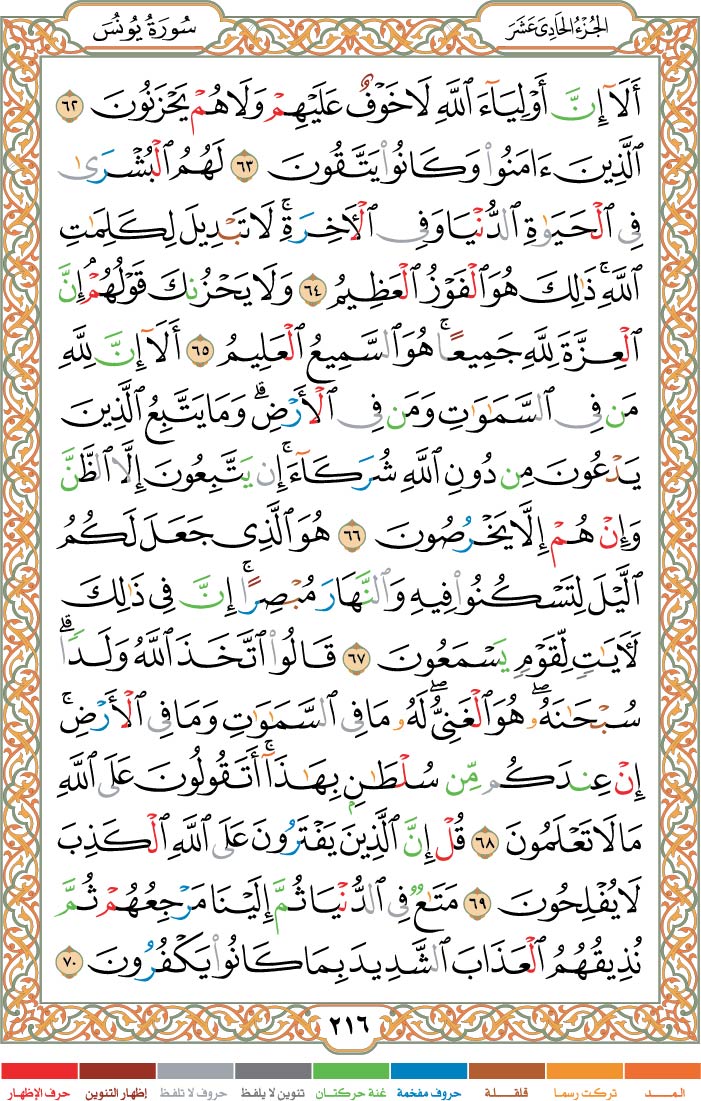 الجُزْءُ الحَادِىَ عَشَرَ
سُورَةُ يُونُسَ
أَلَآ إِنَّ أَوْلِيَآءَ ٱللَّهِ لَا خَوْفٌ عَلَيْهِمْ وَلَا هُمْ يَحْزَنُونَ ٦٢
ٱلَّذِينَ ءَامَنُوا۟ وَكَانُوا۟ يَتَّقُونَ ٦٣ لَهُمُ ٱلْبُشْرَىٰ
فِى ٱلْحَيَوٰةِ ٱلدُّنْيَا وَفِى ٱلْـَٔاخِرَةِ ۚ لَا تَبْدِيلَ لِكَلِمَٰتِ
ٱللَّهِ ۚ ذَٰلِكَ هُوَ ٱلْفَوْزُ ٱلْعَظِيمُ ٦٤ وَلَا يَحْزُنكَ قَوْلُهُمْ ۘ إِنَّ
ٱلْعِزَّةَ لِلَّهِ جَمِيعًا ۚ هُوَ ٱلسَّمِيعُ ٱلْعَلِيمُ ٦٥ أَلَآ إِنَّ لِلَّهِ
مَن فِى ٱلسَّمَٰوَٰتِ وَمَن فِى ٱلْأَرْضِ ۗ وَمَا يَتَّبِعُ ٱلَّذِينَ
يَدْعُونَ مِن دُونِ ٱللَّهِ شُرَكَآءَ ۚ إِن يَتَّبِعُونَ إِلَّا ٱلظَّنَّ
وَإِنْ هُمْ إِلَّا يَخْرُصُونَ ٦٦ هُوَ ٱلَّذِى جَعَلَ لَكُمُ
ٱلَّيْلَ لِتَسْكُنُوا۟ فِيهِ وَٱلنَّهَارَ مُبْصِرًا ۚ إِنَّ فِى ذَٰلِكَ
لَـَٔايَٰتٍ لِّقَوْمٍ يَسْمَعُونَ ٦٧ قَالُوا۟ ٱتَّخَذَ ٱللَّهُ وَلَدًا ۗ
سُبْحَٰنَهُۥ ۖ هُوَ ٱلْغَنِىُّ ۖ لَهُۥ مَا فِى ٱلسَّمَٰوَٰتِ وَمَا فِى ٱلْأَرْضِ ۚ
إِنْ عِندَكُم مِّن سُلْطَٰنٍۭ بِهَٰذَآ ۚ أَتَقُولُونَ عَلَى ٱللَّهِ
مَا لَا تَعْلَمُونَ ٦٨ قُلْ إِنَّ ٱلَّذِينَ يَفْتَرُونَ عَلَى ٱللَّهِ ٱلْكَذِبَ
لَا يُفْلِحُونَ ٦٩ مَتَٰعٌ فِى ٱلدُّنْيَا ثُمَّ إِلَيْنَا مَرْجِعُهُمْ ثُمَّ
نُذِيقُهُمُ ٱلْعَذَابَ ٱلشَّدِيدَ بِمَا كَانُوا۟ يَكْفُرُونَ ٧٠
٢١٦
المـــد تركت رسما قلقلة حروف مفخمة غنة حركتان تنوين لا يلفظ حروف لا تلفظ إظهار التنوين حرف الإظهار